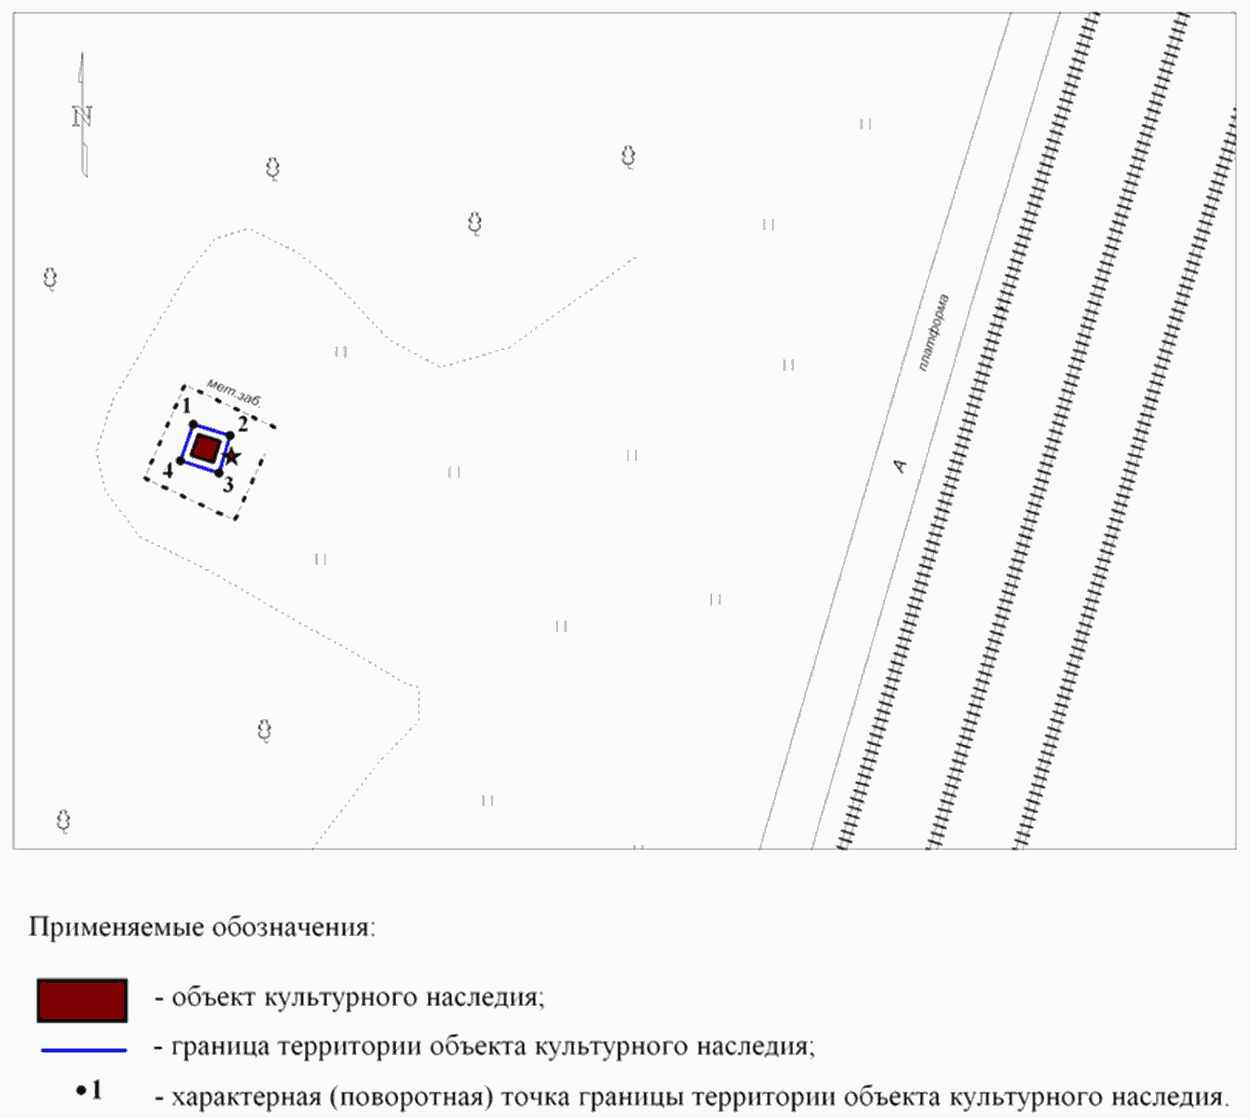 N
мет.заб.
1
2
3
4
платформа
А
Применяемые обозначения:
- объект культурного наследия;
- граница территории объекта культурного наследия;
1 - характерная (поворотная) точка границы территории объекта культурного наследия.